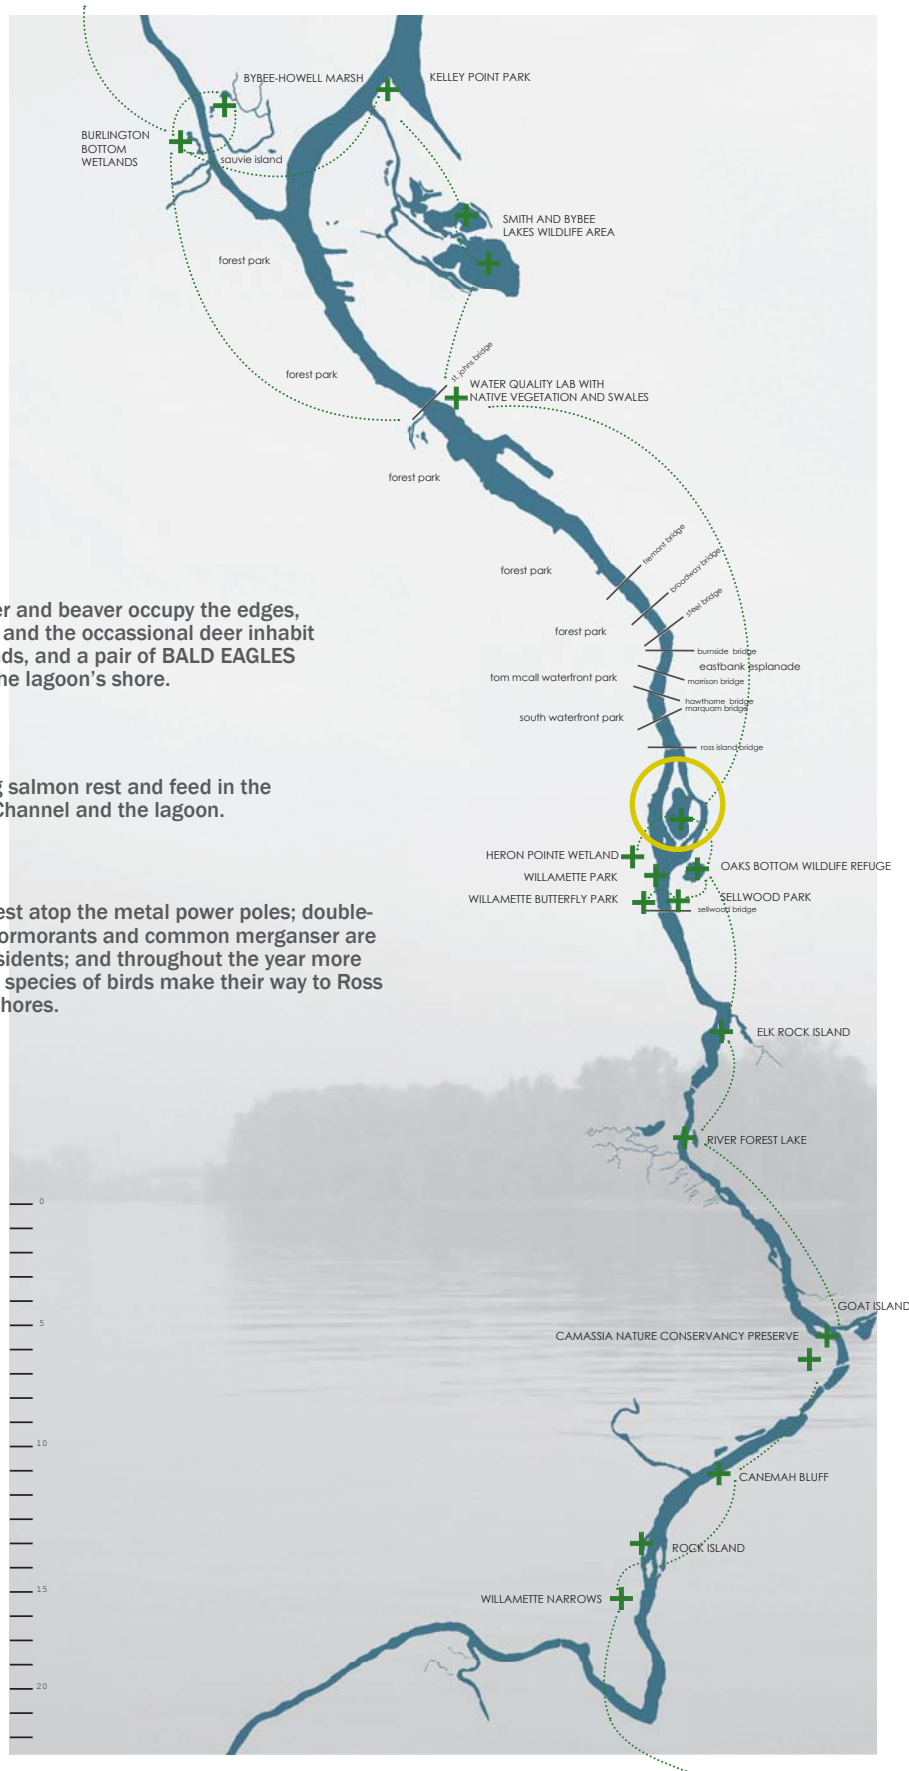 BYBEE-HOWELL MARSH
KELLEY POINT PARK
BURLINGTON
BOTTOM
WETLANDS
sauvie island
SMITH AND BYBEE
LAKES WILDLIFE AREA
forest park
forest park
st. johns bridge
WATER QUALITY LAB WITH
NATIVE VEGETATION AND SWALES
forest park
fremont bridge
broadway bridge
forest park
steel bridge
er and beaver occupy the edges,
and the occassional deer inhabit
nds, and a pair of BALD EAGLES
he lagoon's shore.
forest park
burnside bridge
eastbank esplanade
tom mcall waterfront park
morrison bridge
hawthorne bridge
marquam bridge
south waterfront park
ross island bridge
g salmon rest and feed in the
Channel and the lagoon.
HERON POINTE WETLAND
OAKS BOTTOM WILDLIFE REFUGE
WILLAMETTE PARK
WILLAMETTE BUTTERFLY PARK
SELLWOOD PARK
sellwood bridge
est atop the metal power poles; double-
ormorants and common merganser are
sidents; and throughout the year more
species of birds make their way to Ross
hores.
ELK ROCK ISLAND
RIVER FOREST LAKE
0
GOAT ISLAND
5
CAMASSIA NATURE CONSERVANCY PRESERVE
10
CANEMAH BLUFF
ROCK ISLAND
15
WILLAMETTE NARROWS
20